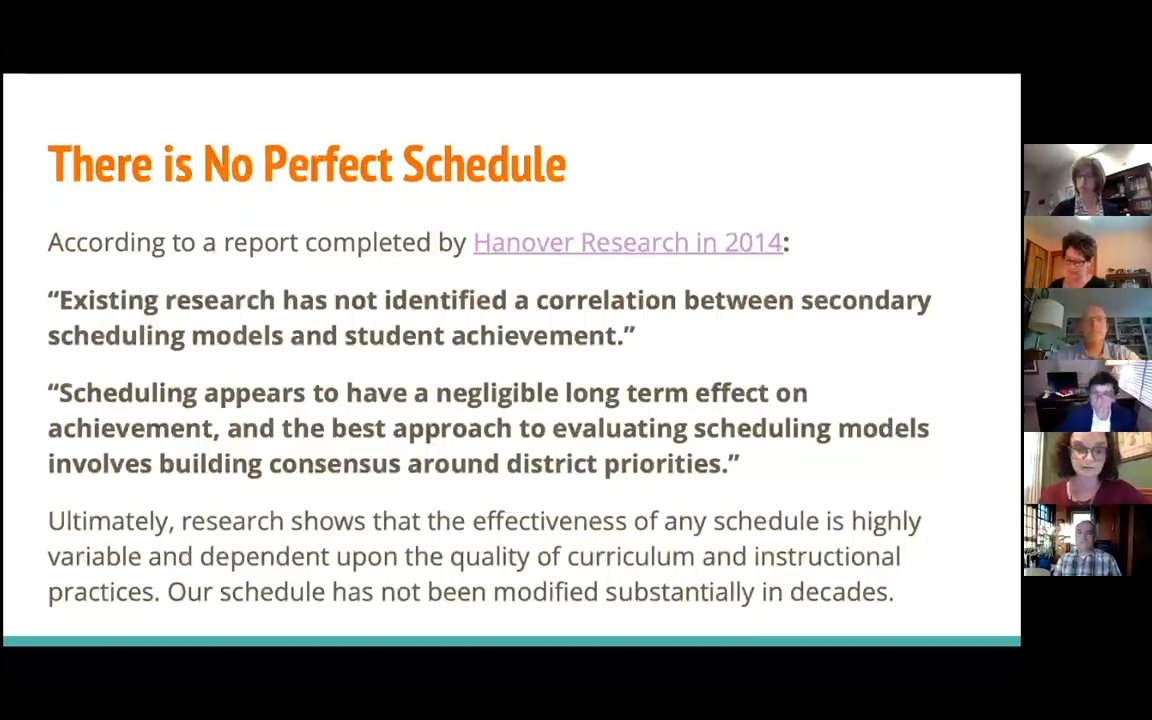 There is No Perfect Schedule
According to a report completed by Hanover Research in 2014:
“Existing research has not identified a correlation between secondary
scheduling models and student achievement.”
“Scheduling appears to have a negligible long term effect on
achievement, and the best approach to evaluating scheduling models
involves building consensus around district priorities.”
Ultimately, research shows that the effectiveness of any schedule is highly
variable and dependent upon the quality of curriculum and instructional
practices. Our schedule has not been modified substantially in decades.